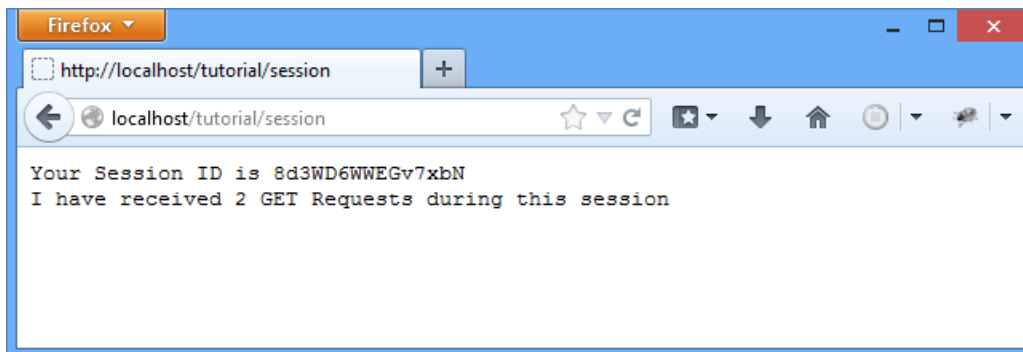 Firefox
http://localhost/tutorial/session
localhost/tutorial/session
Your Session ID is 8d3WD6WWEGv7xbN
I have received 2 GET Requests during this session